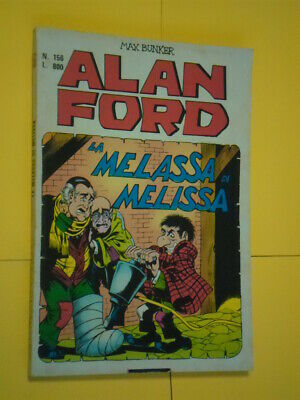 MAX BUNKER
N. 156
L. 800
ALAN
FORD
LA
MELASSA DI
MELISSA